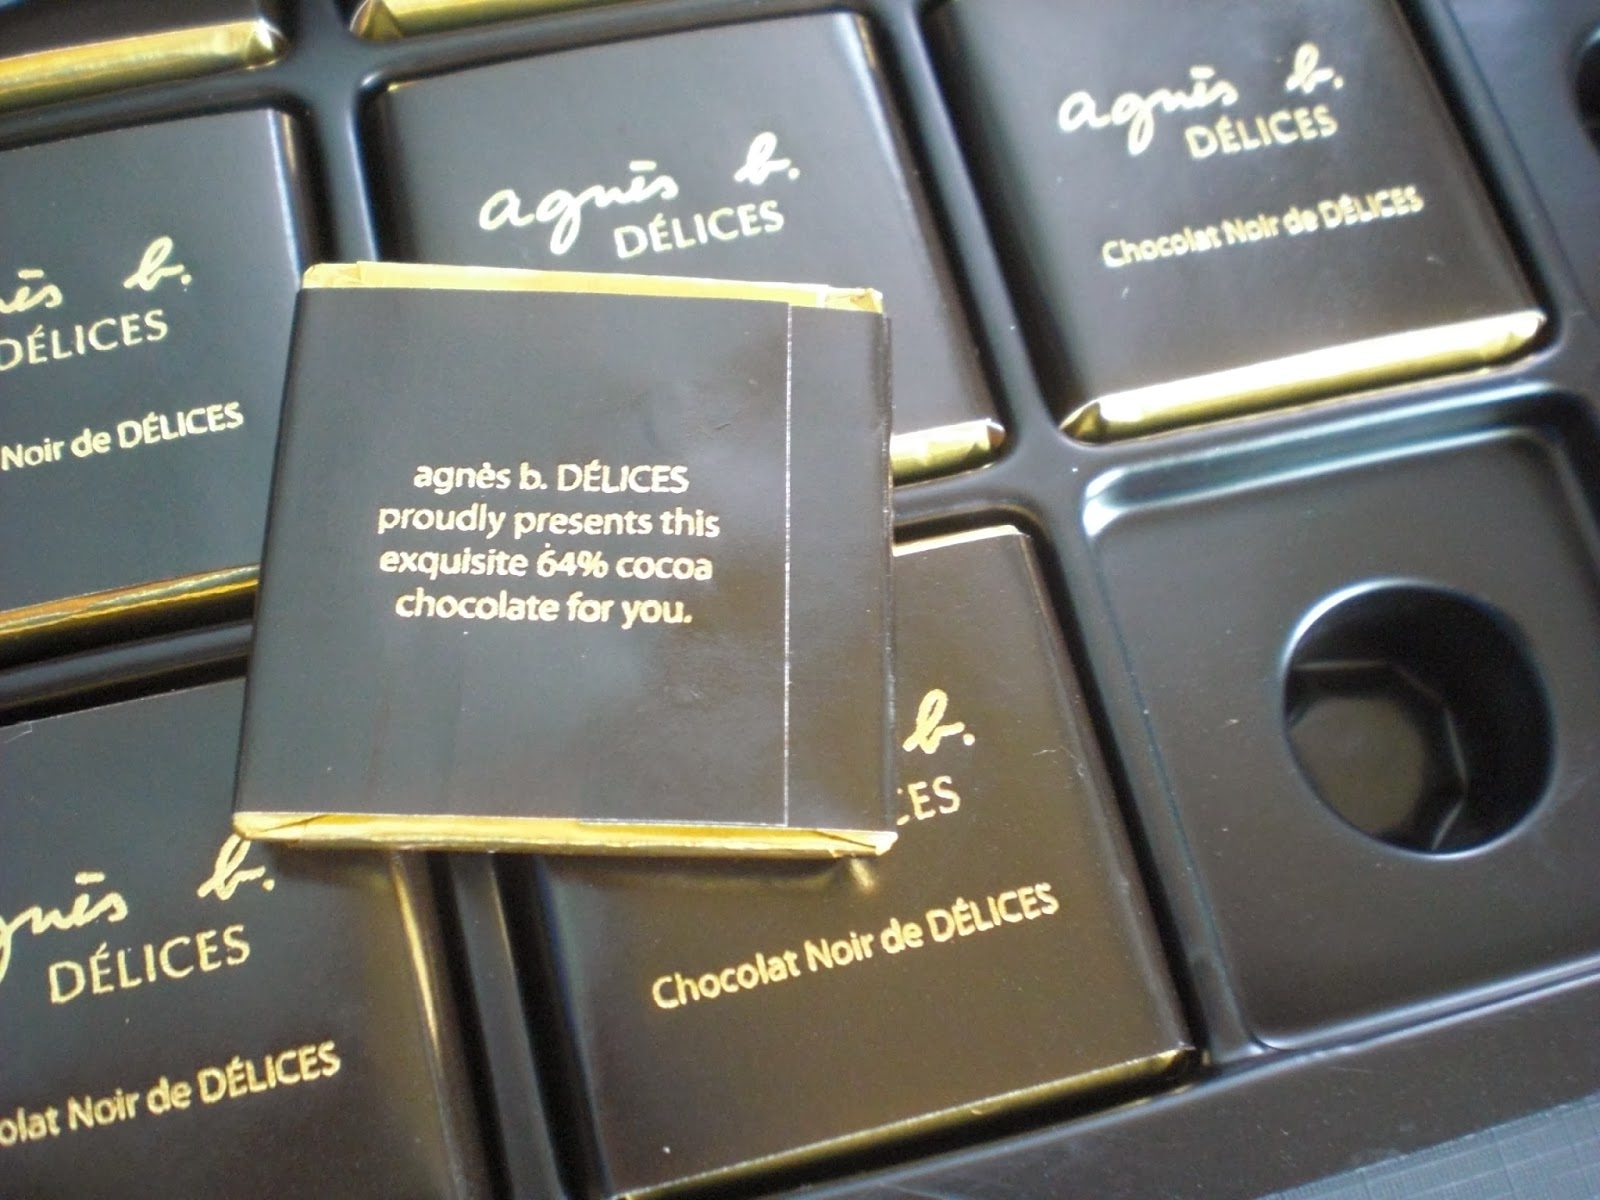 agnès b.
DÉLICES
agnès b.
DÉLICES
Chocolat Noir de DÉLICES
b.
DÉLICES
Noir de DÉLICES
agnès b. DÉLICES
proudly presents this
exquisite 64% cocoa
chocolate for you.
b.
Chocolat Noir de DÉLICES
b.
DÉLICES
Noir de DÉLICES